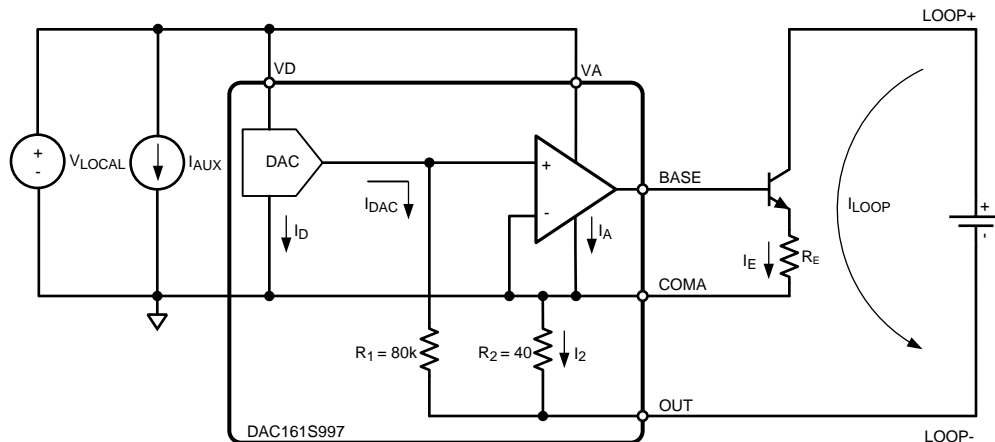 LOOP+
VD
VA
+
-
VLOCAL
IAUX
DAC
IDAC
+
-
BASE
ILOOP
+
-
ID
IA
IE
RE
COMA
R1 = 80k
R2 = 40
I2
OUT
DAC161S997
LOOP-